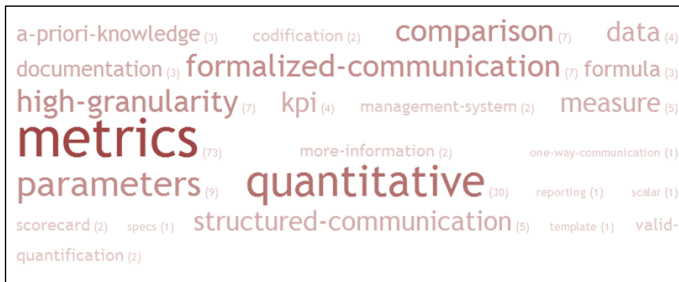 a-priori-knowledge (3) codification (2) comparison (7) data (4)
documentation (3) formalized-communication (7) formula (3)
high-granularity (7) kpi (4) management-system (2) measure (5)
metrics (73) more-information (2) one-way-communication (1)
parameters (9) quantitative (30) reporting (1) scalar (1)
scorecard (2) specs (1) structured-communication (5) template (1) valid-
quantification (2)